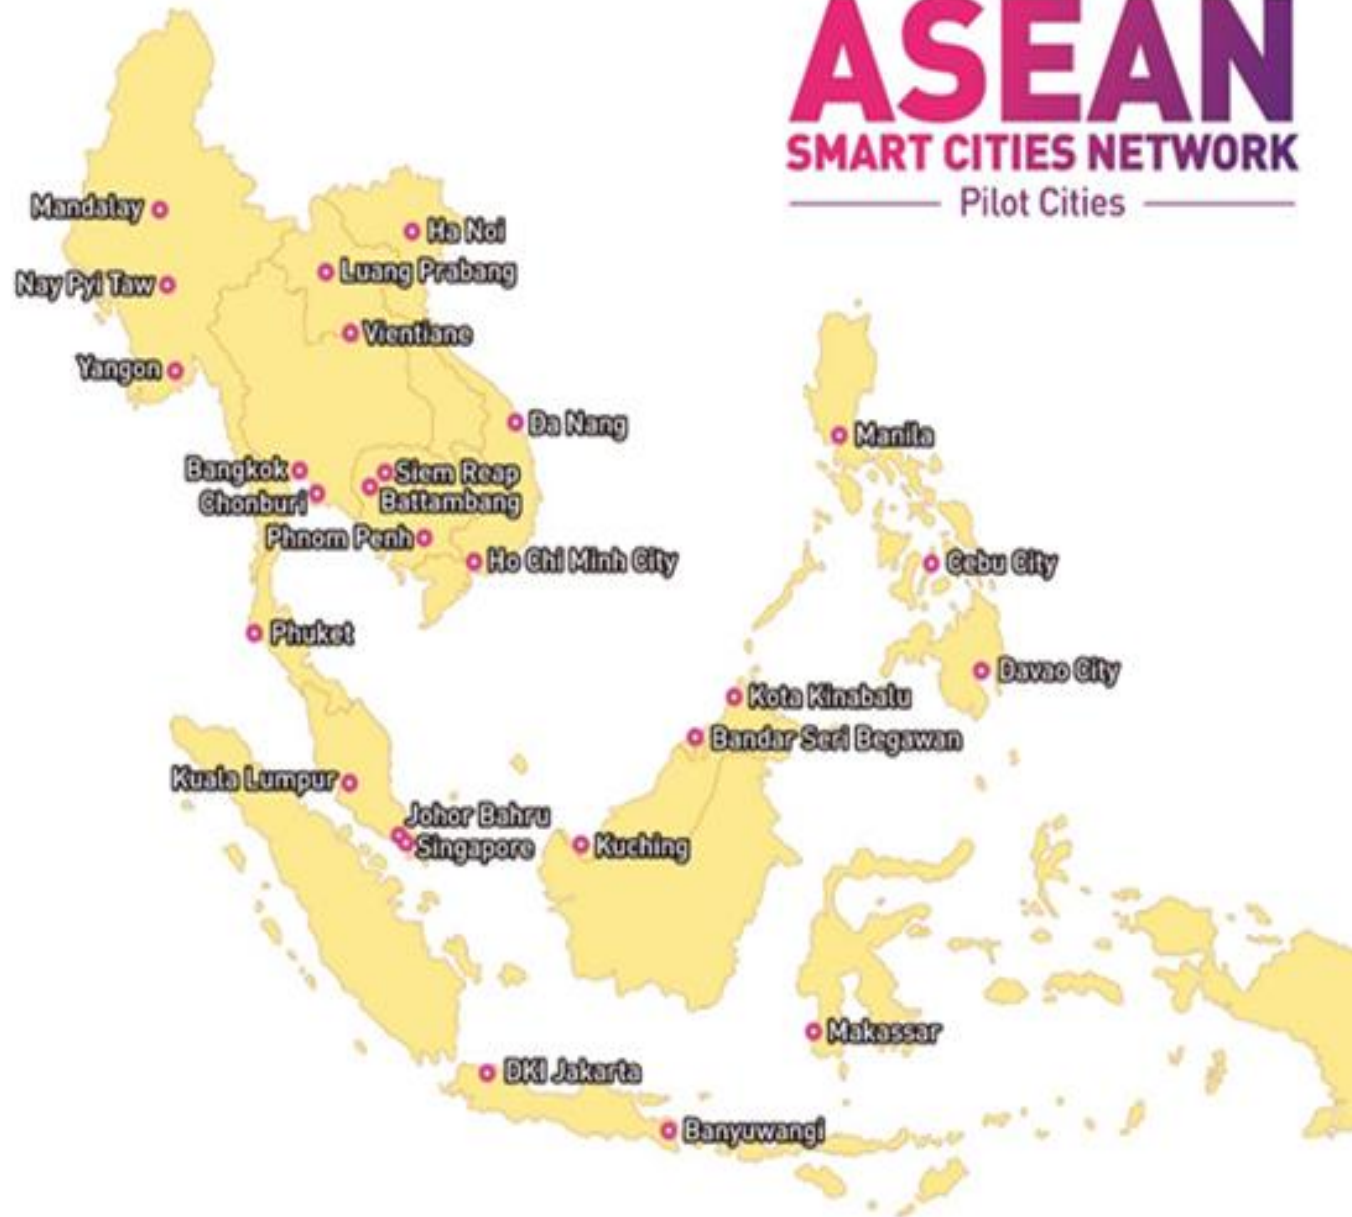 ASEAN
SMART CITIES NETWORK
Pilot Cities
Mandalay
Ha Noi
Luang Prabang
Nay Pyi Taw
Vientiane
Yangon
Da Nang
Manila
Bangkok
Siem Reap
Chonburi
Battambang
Phnom Penh
Ho Chi Minh City
Cebu City
Phuket
Davao City
Kota Kinabalu
Bandar Seri Begawan
Kuala Lumpur
Johor Bahru
Singapore
Kuching
Makassar
DKI Jakarta
Banyuwangi